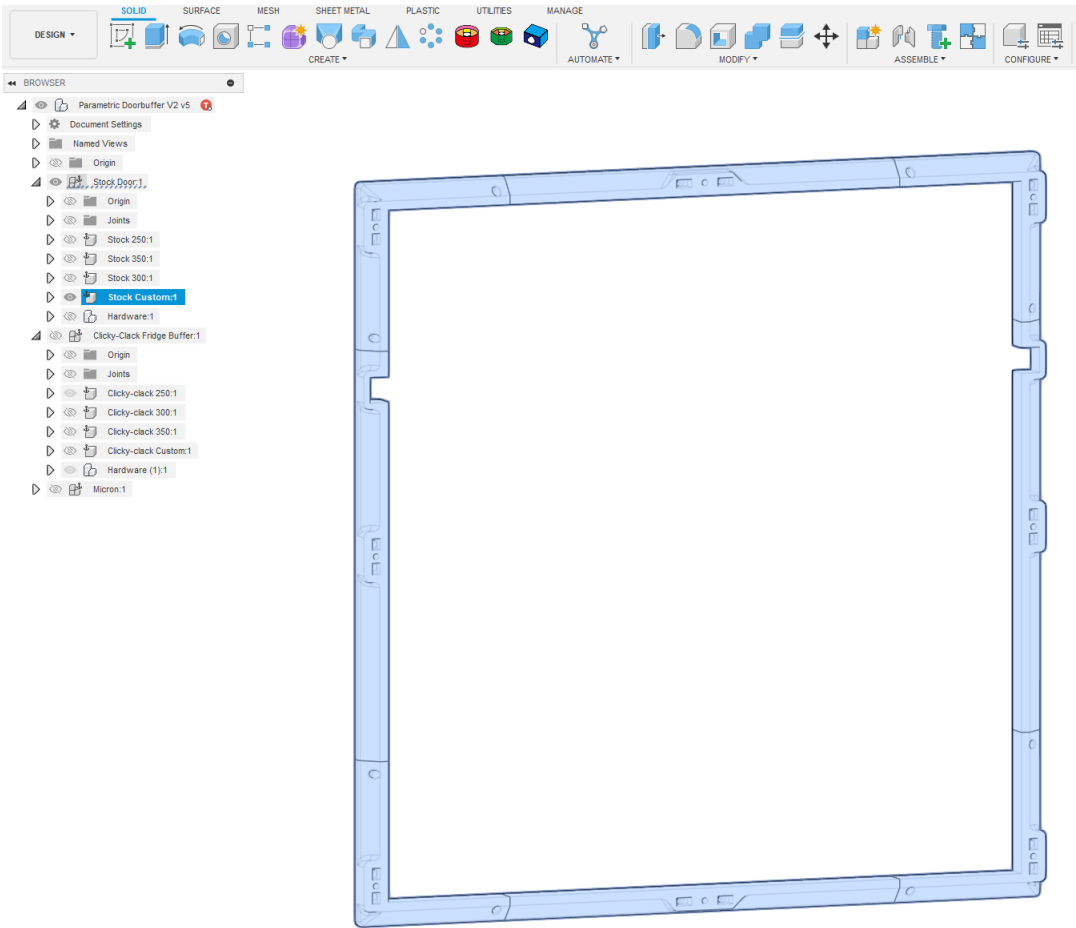 SOLID SURFACE MESH SHEET METAL PLASTIC UTILITIES MANAGE
DESIGN
CREATE AUTOMATE MODIFY ASSEMBLE CONFIGURE
BROWSER
Parametric Doorbuffer V2 v5
Document Settings
Named Views
Origin
Stock Door:1
Origin
Joints
Stock 250:1
Stock 350:1
Stock 300:1
Stock Custom:1
Hardware:1
Clicky-Clack Fridge Buffer:1
Origin
Joints
Clicky-clack 250:1
Clicky-clack 300:1
Clicky-clack 350:1
Clicky-clack Custom:1
Hardware (1):1
Micron:1